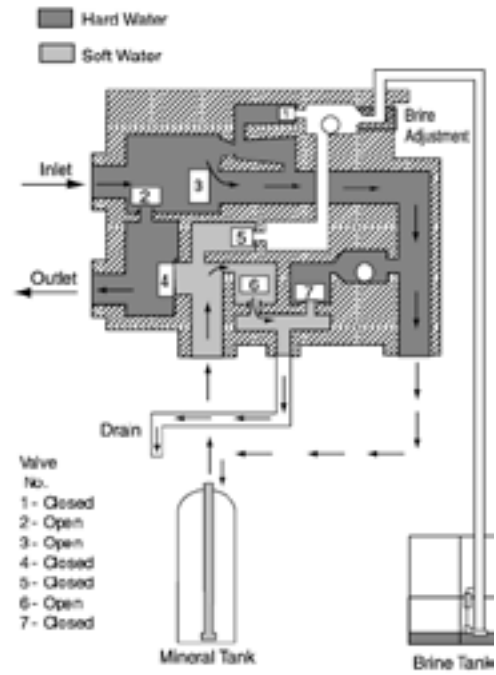 Hard Water
Soft Water
1
Brine
Adjustment
Inlet
2
3
5
Outlet
4
6
7
Drain
Valve
No.
1 - Closed
2 - Open
3 - Open
4 - Closed
5 - Closed
6 - Open
7 - Closed
Mineral Tank
Brine Tank